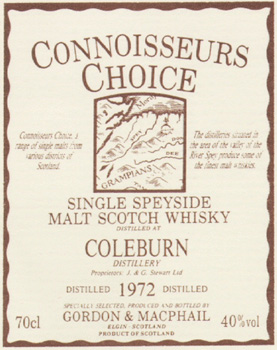 CONNOISSEURS
CHOICE
Connoisseurs Choice, a
range of single malts from
various districts of
Scotland.
Moray
GRAMPIANS
The distilleries situated in
the area of the valley of the
River Spey produce some of
the finest malt whiskies.
SINGLE SPEYSIDE
MALT SCOTCH WHISKY
DISTILLED AT
COLEBURN
DISTILLERY
Proprietors: J. & G. Stewart Ltd
DISTILLED 1972 DISTILLED
SPECIALLY SELECTED, PRODUCED AND BOTTLED BY
70cl GORDON & MACPHAIL 40%vol
ELGIN · SCOTLAND
PRODUCT OF SCOTLAND